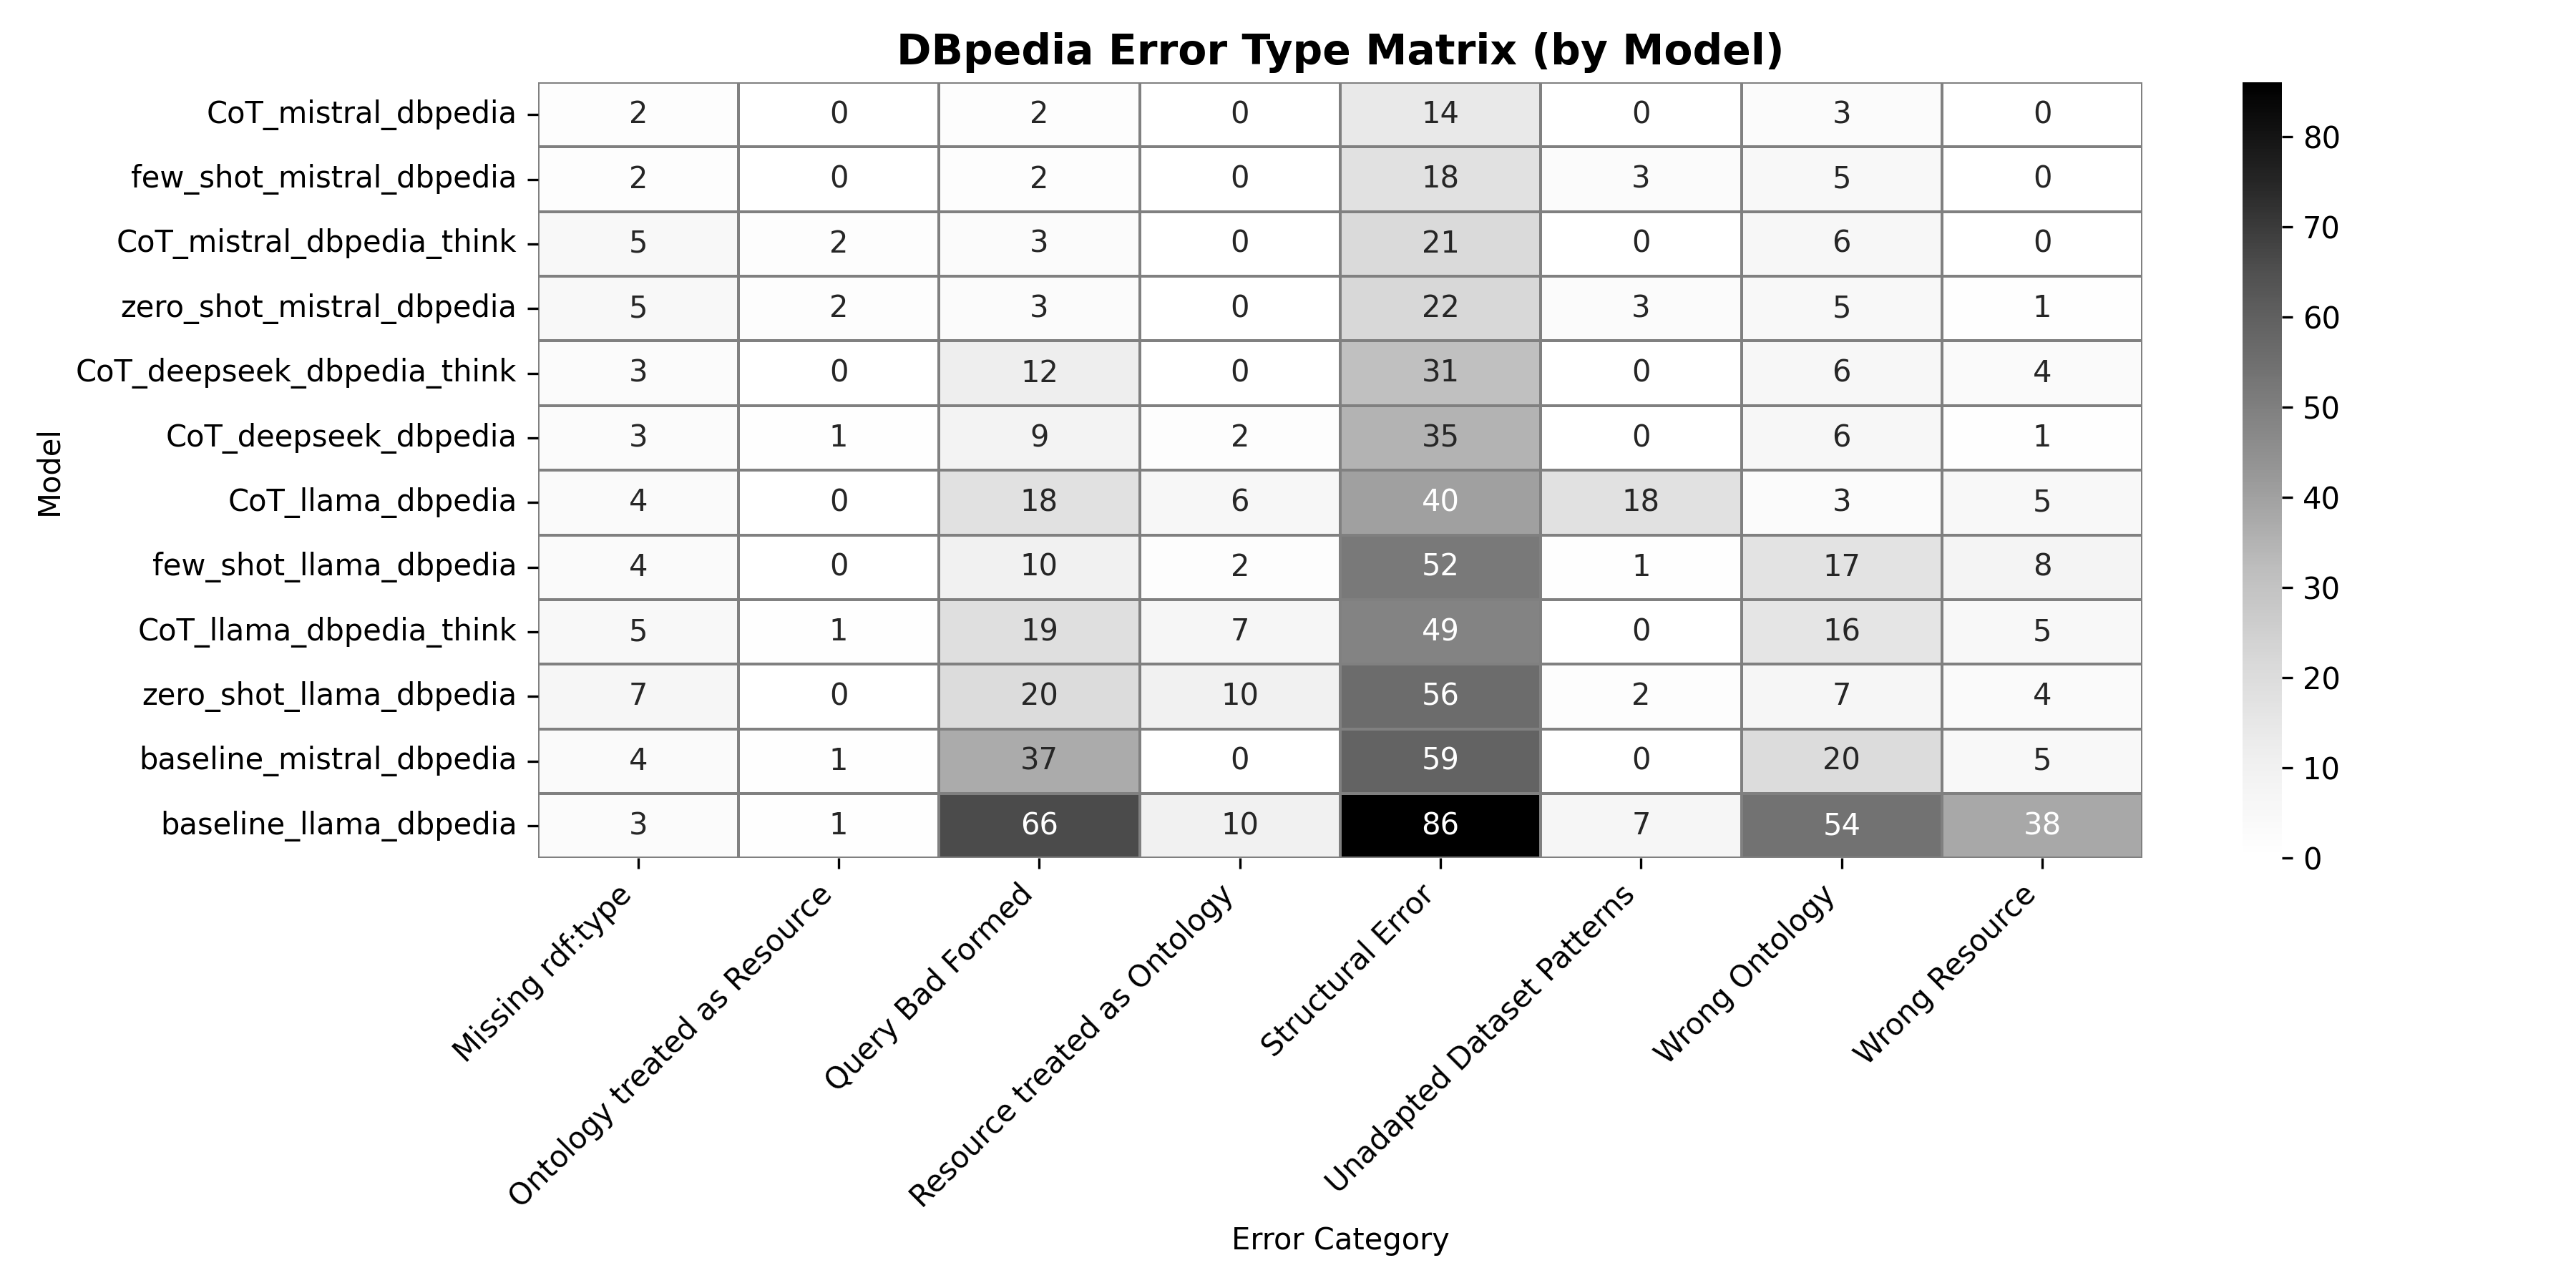 DBpedia Error Type Matrix (by Model)
CoT_mistral_dbpedia 2 0 2 0 14 0 3 0
few_shot_mistral_dbpedia 2 0 2 0 18 3 5 0
CoT_mistral_dbpedia_think 5 2 3 0 21 0 6 0
zero_shot_mistral_dbpedia 5 2 3 0 22 3 5 1
CoT_deepseek_dbpedia_think 3 0 12 0 31 0 6 4
CoT_deepseek_dbpedia 3 1 9 2 35 0 6 1
CoT_llama_dbpedia 4 0 18 6 40 18 3 5
few_shot_llama_dbpedia 4 0 10 2 52 1 17 8
CoT_llama_dbpedia_think 5 1 19 7 49 0 16 5
zero_shot_llama_dbpedia 7 0 20 10 56 2 7 4
baseline_mistral_dbpedia 4 1 37 0 59 0 20 5
baseline_llama_dbpedia 3 1 66 10 86 7 54 38
Model
Missing rdf:type
Ontology treated as Resource
Query Bad Formed
Resource treated as Ontology
Structural Error
Unadapted Dataset Patterns
Wrong Ontology
Wrong Resource
Error Category
80
70
60
50
40
30
20
10
0